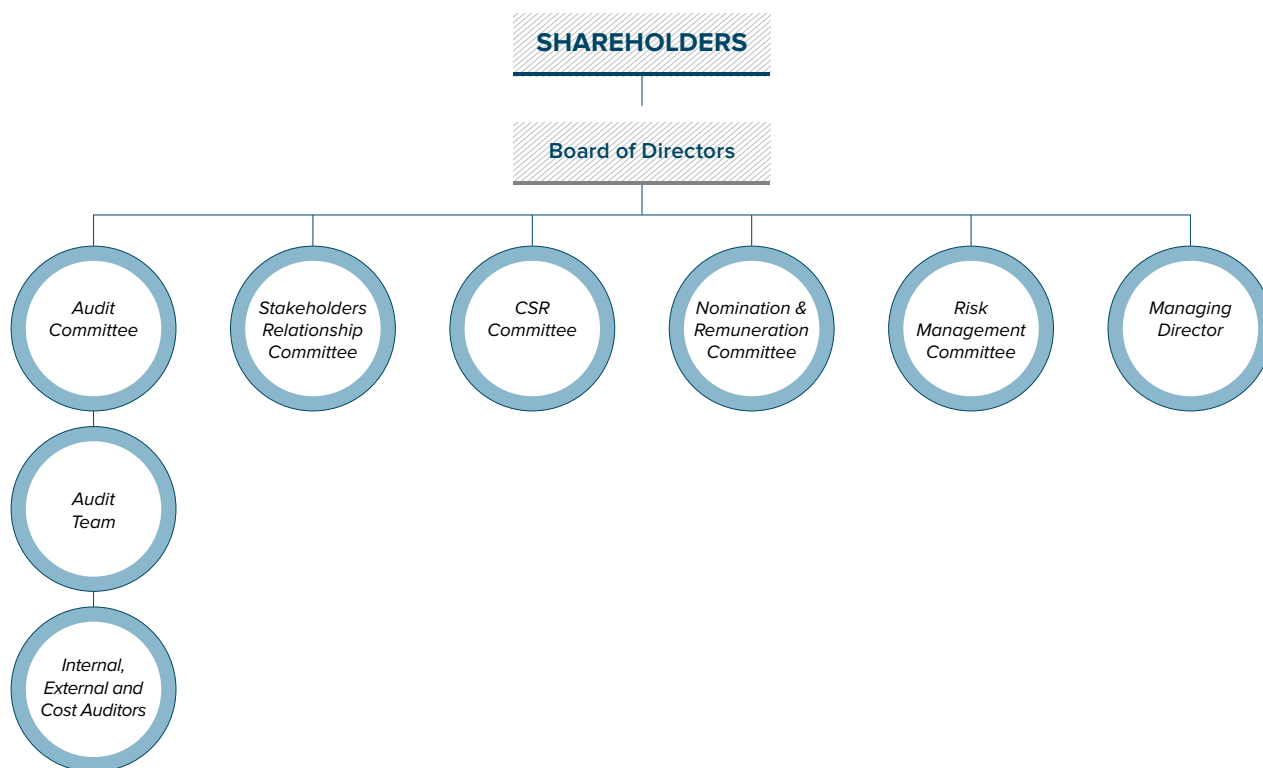 SHAREHOLDERS
Board of Directors
Audit
Committee
Stakeholders
Relationship
Committee
CSR
Committee
Nomination &
Remuneration
Committee
Risk
Management
Committee
Managing
Director
Audit
Team
Internal,
External and
Cost Auditors